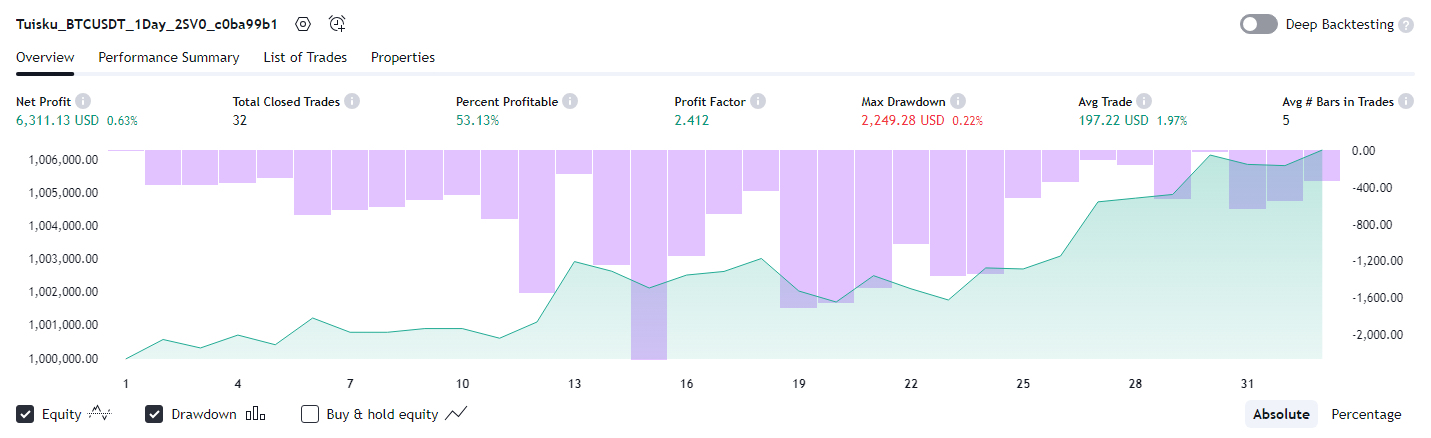 Tuisku_BTCUSDT_1Day_2SV0_c0ba99b1 Deep Backtesting ?
Overview Performance Summary List of Trades Properties
Net Profit i Total Closed Trades i Percent Profitable i Profit Factor i Max Drawdown i Avg Trade i Avg # Bars in Trades i
6,311.13 USD 0.63% 32 53.13% 2.412 2,249.28 USD 0.22% 197.22 USD 1.97% 5
1,006,000.00 0.00
1,005,000.00 -400.00
1,004,000.00 -800.00
1,003,000.00 -1,200.00
1,002,000.00 -1,600.00
1,001,000.00 -2,000.00
1,000,000.00
1 4 7 10 13 16 19 22 25 28 31
Equity Drawdown Buy & hold equity Absolute Percentage